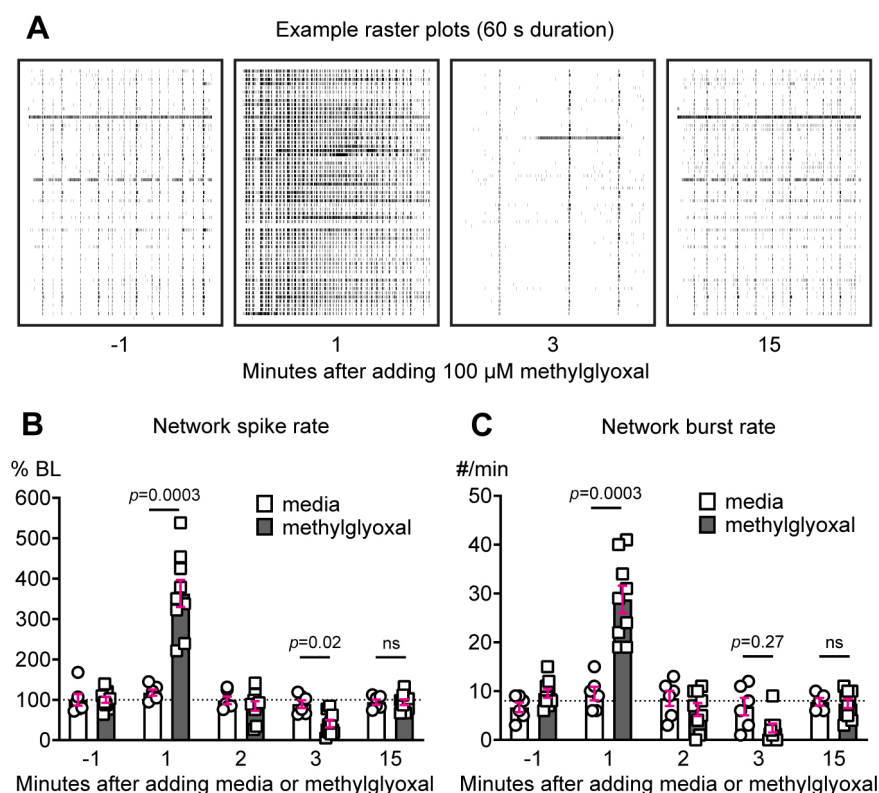 A
Example raster plots (60 s duration)
-1 1 3 15
Minutes after adding 100 µM methylglyoxal
B
Network spike rate
% BL
600
500
400
300
200
100
0
p=0.0003
media
methylglyoxal
p=0.02
ns
-1 1 2 3 15
Minutes after adding media or methylglyoxal
C
Network burst rate
#/min
50
40
30
20
10
0
p=0.0003
media
methylglyoxal
p=0.27
ns
-1 1 2 3 15
Minutes after adding media or methylglyoxal